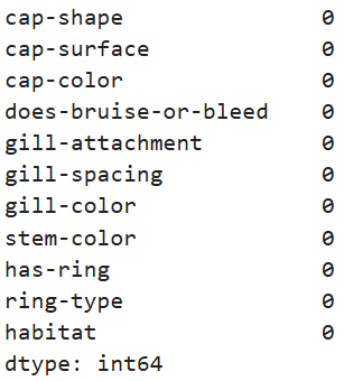 cap-shape 0
cap-surface 0
cap-color 0
does-bruise-or-bleed 0
gill-attachment 0
gill-spacing 0
gill-color 0
stem-color 0
has-ring 0
ring-type 0
habitat 0
dtype: int64